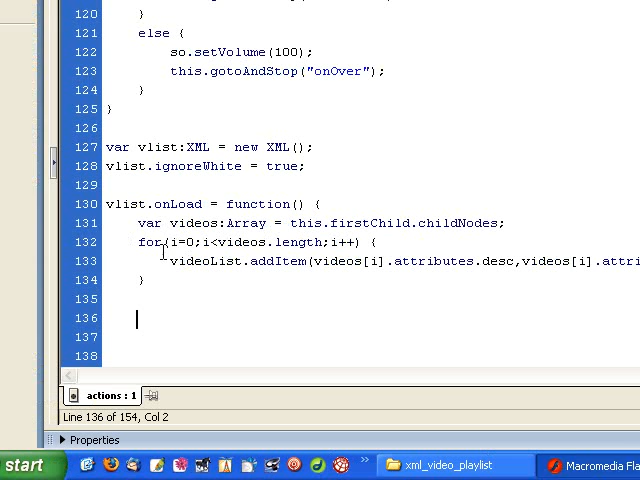 120 }
121
else {
122 so.setVolume(100);
123 this.gotoAndStop("onOver");
124 }
125 }
126
127 var vlist:XML = new XML();
128 vlist.ignoreWhite = true;
129
130 vlist.onLoad = function() {
131 var videos:Array = this.firstChild.childNodes;
132 for(i=0;i<videos.length;i++) {
133 videoList.addItem(videos[i].attributes.desc,videos[i].attri
134 }
135
136
137
138
actions : 1
Line 136 of 154, Col 2
Properties
start xml_video_playlist Macromedia Fla